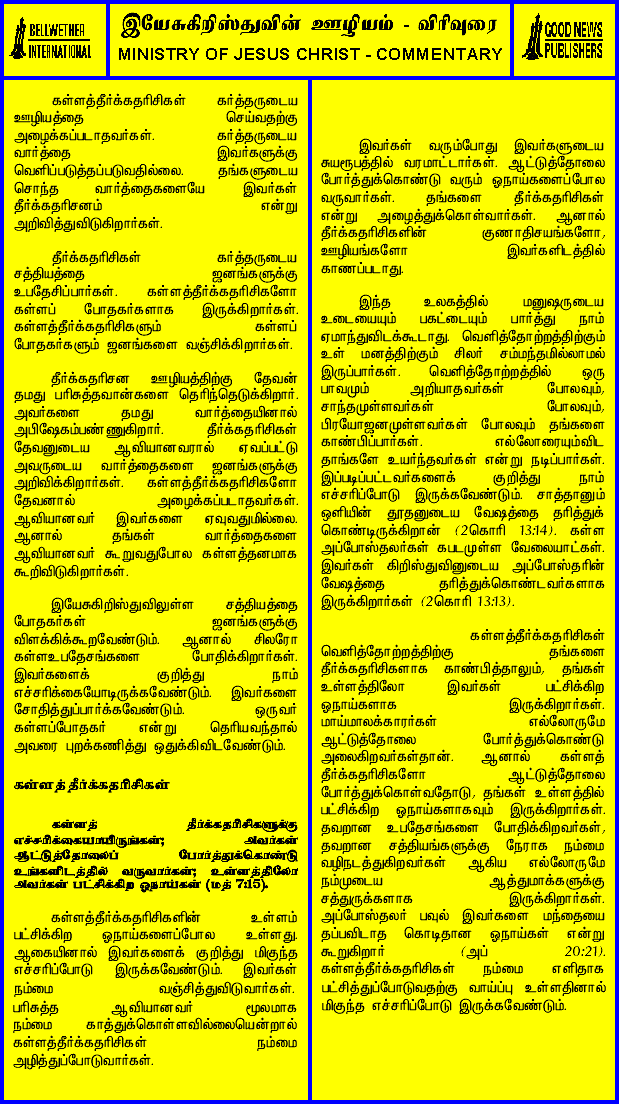 BELLWETHER
INTERNATIONAL
இயேசுகிறிஸ்துவின் ஊழியம் - விரிவுரை
MINISTRY OF JESUS CHRIST - COMMENTARY
GOOD NEWS
PUBLISHERS
கள்ளத்தீர்க்கதரிசிகள் கர்த்தருடைய
ஊழியத்தை செய்வதற்கு
அழைக்கப்படாதவர்கள். கர்த்தருடைய
வார்த்தை இவர்களுக்கு
வெளிப்படுத்தப்படுவதில்லை. தங்களுடைய
சொந்த வார்த்தைகளையே இவர்கள்
தீர்க்கதரிசனம் என்று
அறிவித்துவிடுகிறார்கள்.
தீர்க்கதரிசிகள் கர்த்தருடைய
சத்தியத்தை ஜனங்களுக்கு
உபதேசிப்பார்கள். கள்ளத்தீர்க்கதரிசிகளோ
கள்ளப் போதகர்களாக இருக்கிறார்கள்.
கள்ளத்தீர்க்கதரிசிகளும் கள்ளப்
போதகர்களும் ஜனங்களை வஞ்சிக்கிறார்கள்.
தீர்க்கதரிசன ஊழியத்திற்கு தேவன்
தமது பரிசுத்தவான்களை தெரிந்தெடுக்கிறார்.
அவர்களை தமது வார்த்தையினால்
அபிஷேகம்பண்ணுகிறார். தீர்க்கதரிசிகள்
தேவனுடைய ஆவியானவரால் ஏவப்பட்டு
அவருடைய வார்த்தைகளை ஜனங்களுக்கு
அறிவிக்கிறார்கள். கள்ளத்தீர்க்கதரிசிகளோ
தேவனால் அழைக்கப்படாதவர்கள்.
ஆவியானவர் இவர்களை ஏவுவதுமில்லை.
ஆனால் தங்கள் வார்த்தைகளை
ஆவியானவர் கூறுவதுபோல கள்ளத்தனமாக
கூறிவிடுகிறார்கள்.
இயேசுகிறிஸ்துவிலுள்ள சத்தியத்தை
போதகர்கள் ஜனங்களுக்கு
விளக்கிக்கூறவேண்டும். ஆனால் சிலரோ
கள்ளஉபதேசங்களை போதிக்கிறார்கள்.
இவர்களைக் குறித்து நாம்
எச்சரிக்கையோடிருக்கவேண்டும். இவர்களை
சோதித்துப்பார்க்கவேண்டும். ஒருவர்
கள்ளப்போதகர் என்று தெரியவந்தால்
அவரை புறக்கணித்து ஒதுக்கிவிடவேண்டும்.
கள்ளத் தீர்க்கதரிசிகள்
கள்ளத் தீர்க்கதரிசிகளுக்கு
எச்சரிக்கையாயிருங்கள்; அவர்கள்
ஆட்டுத்தோலைப் போர்த்துக்கொண்டு
உங்களிடத்தில் வருவார்கள்; உள்ளத்திலோ
அவர்கள் பட்சிக்கிற ஓநாய்கள் (மத் 7:15).
கள்ளத்தீர்க்கதரிசிகளின் உள்ளம்
பட்சிக்கிற ஓநாய்களைப்போல உள்ளது.
ஆகையினால் இவர்களைக் குறித்து மிகுந்த
எச்சரிப்போடு இருக்கவேண்டும். இவர்கள்
நம்மை வஞ்சித்துவிடுவார்கள்.
பரிசுத்த ஆவியானவர் மூலமாக
நம்மை காத்துக்கொள்ளவில்லையென்றால்
கள்ளத்தீர்க்கதரிசிகள் நம்மை
அழித்துப்போடுவார்கள்.
இவர்கள் வரும்போது இவர்களுடைய
சுயரூபத்தில் வரமாட்டார்கள். ஆட்டுத்தோலை
போர்த்துக்கொண்டு வரும் ஓநாய்களைப்போல
வருவார்கள். தங்களை தீர்க்கதரிசிகள்
என்று அழைத்துக்கொள்வார்கள். ஆனால்
தீர்க்கதரிசிகளின் குணாதிசயங்களோ,
ஊழியங்களோ இவர்களிடத்தில்
காணப்படாது.
இந்த உலகத்தில் மனுஷருடைய
உடையையும் பகட்டையும் பார்த்து நாம்
ஏமாந்துவிடக்கூடாது. வெளித்தோற்றத்திற்கும்
உள் மனத்திற்கும் சிலர் சம்மந்தமில்லாமல்
இருப்பார்கள். வெளித்தோற்றத்தில் ஒரு
பாவமும் அறியாதவர்கள் போலவும்,
சாந்தமுள்ளவர்கள் போலவும்,
பிரயோஜனமுள்ளவர்கள் போலவும் தங்களை
காண்பிப்பார்கள். எல்லோரையும்விட
தாங்களே உயர்ந்தவர்கள் என்று நடிப்பார்கள்.
இப்படிப்பட்டவர்களைக் குறித்து நாம்
எச்சரிப்போடு இருக்கவேண்டும். சாத்தானும்
ஒளியின் தூதனுடைய வேஷத்தை தரித்துக்
கொண்டிருக்கிறான் (2கொரி 13:14). கள்ள
அப்போஸ்தலர்கள் கபடமுள்ள வேலையாட்கள்.
இவர்கள் கிறிஸ்துவினுடைய அப்போஸ்தரின்
வேஷத்தை தரித்துக்கொண்டவர்களாக
இருக்கிறார்கள் (2கொரி 13:13).
கள்ளத்தீர்க்கதரிசிகள்
வெளித்தோற்றத்திற்கு தங்களை
தீர்க்கதரிசிகளாக காண்பித்தாலும், தங்கள்
உள்ளத்திலோ இவர்கள் பட்சிக்கிற
ஓநாய்களாக இருக்கிறார்கள்.
மாய்மாலக்காரர்கள் எல்லோருமே
ஆட்டுத்தோலை போர்த்துக்கொண்டு
அலைகிறவர்கள்தான். ஆனால் கள்ளத்
தீர்க்கதரிசிகளோ ஆட்டுத்தோலை
போர்த்துக்கொள்வதோடு, தங்கள் உள்ளத்தில்
பட்சிக்கிற ஓநாய்களாகவும் இருக்கிறார்கள்.
தவறான உபதேசங்களை போதிக்கிறவர்கள்,
தவறான சத்தியங்களுக்கு நேராக நம்மை
வழிநடத்துகிறவர்கள் ஆகிய எல்லோருமே
நம்முடைய ஆத்துமாக்களுக்கு
சத்துருக்களாக இருக்கிறார்கள்.
அப்போஸ்தலர் பவுல் இவர்களை மந்தையை
தப்பவிடாத கொடிதான ஓநாய்கள் என்று
கூறுகிறார் (அப் 20:21).
கள்ளத்தீர்க்கதரிசிகள் நம்மை எளிதாக
பட்சித்துப்போடுவதற்கு வாய்ப்பு உள்ளதினால்
மிகுந்த எச்சரிப்போடு இருக்கவேண்டும்.